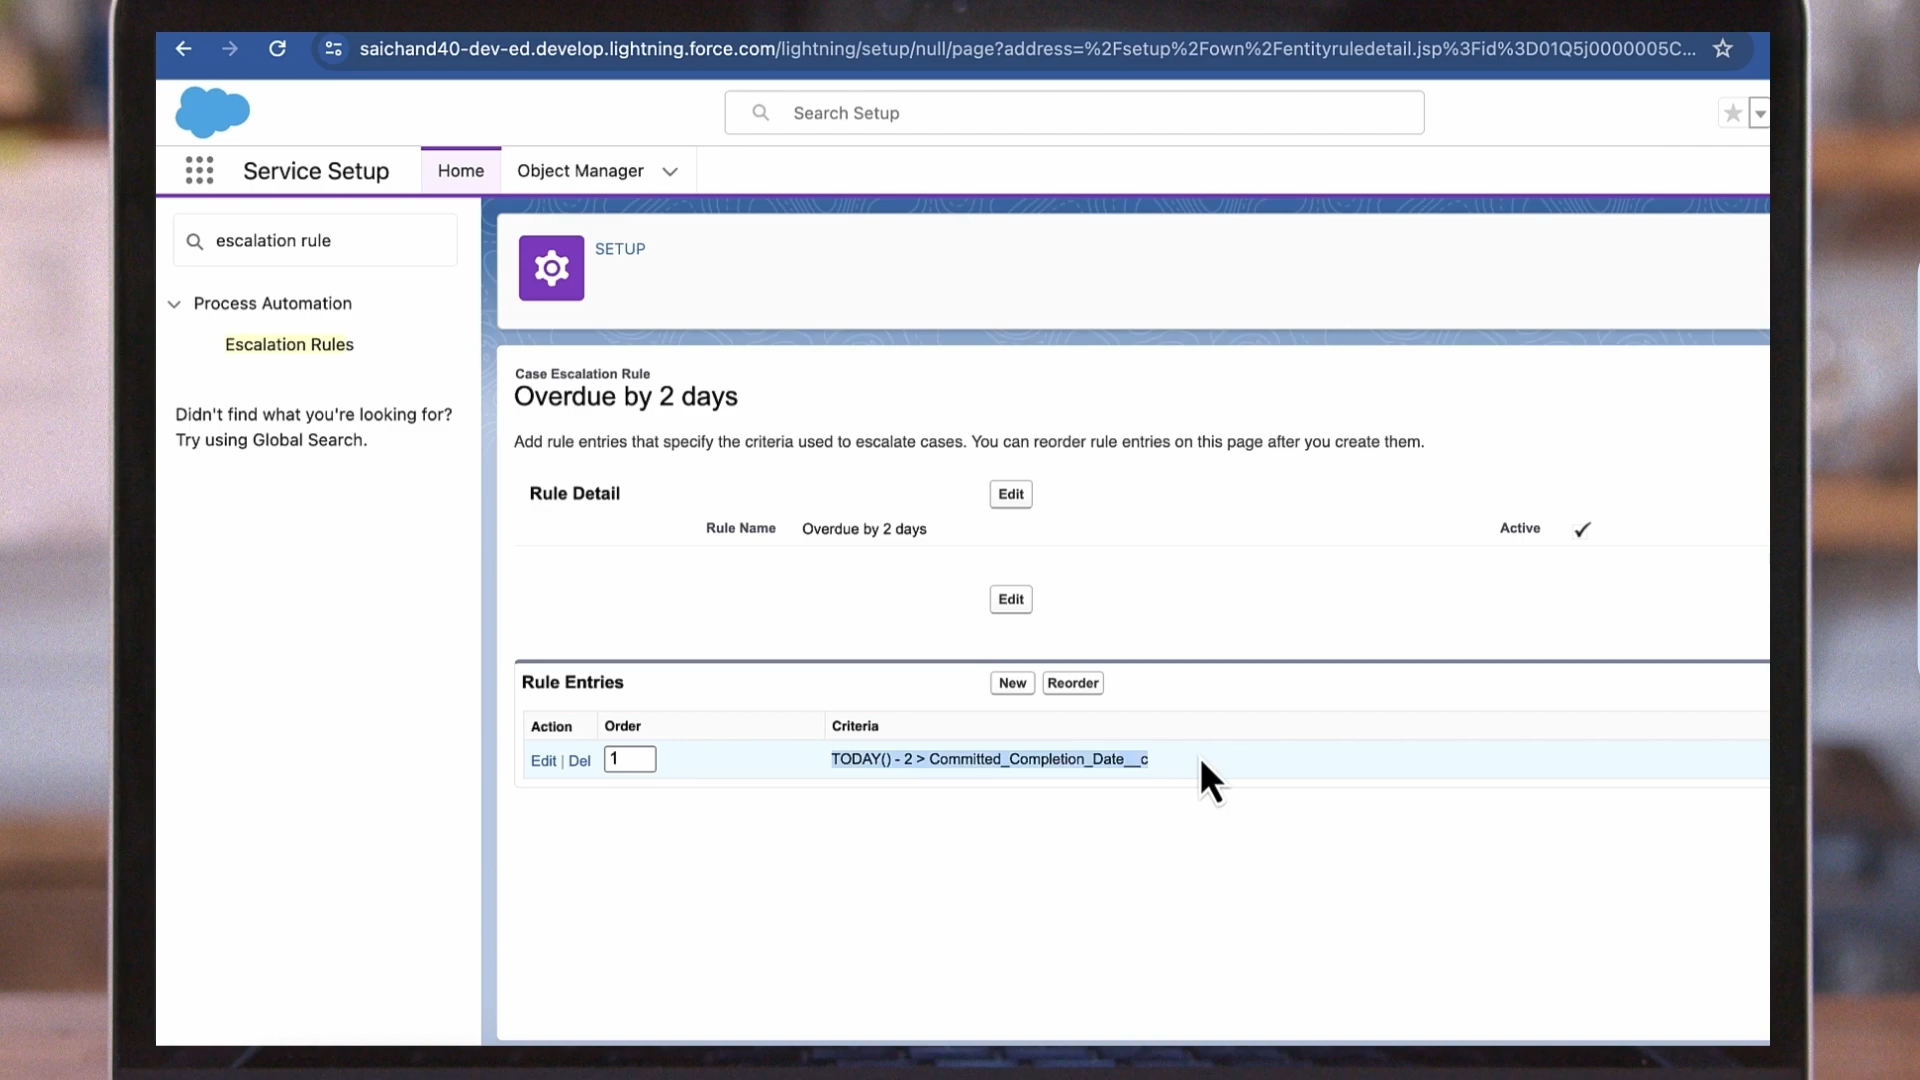 saichand40-dev-ed.develop.lightning.force.com/lightning/setup/null/page?address=%2Fsetup%2Fown%2Fentityruledetail.jsp%3Fid%3D01Q5j0000005C...
Search Setup
Service Setup Home Object Manager
escalation rule
SETUP
Process Automation
Escalation Rules
Didn't find what you're looking for?
Try using Global Search.
Case Escalation Rule
Overdue by 2 days
Add rule entries that specify the criteria used to escalate cases. You can reorder rule entries on this page after you create them.
Rule Detail Edit
Rule Name Overdue by 2 days Active
Edit
Rule Entries New Reorder
Action Order Criteria
Edit | Del 1 TODAY() - 2 > Committed_Completion_Date__c